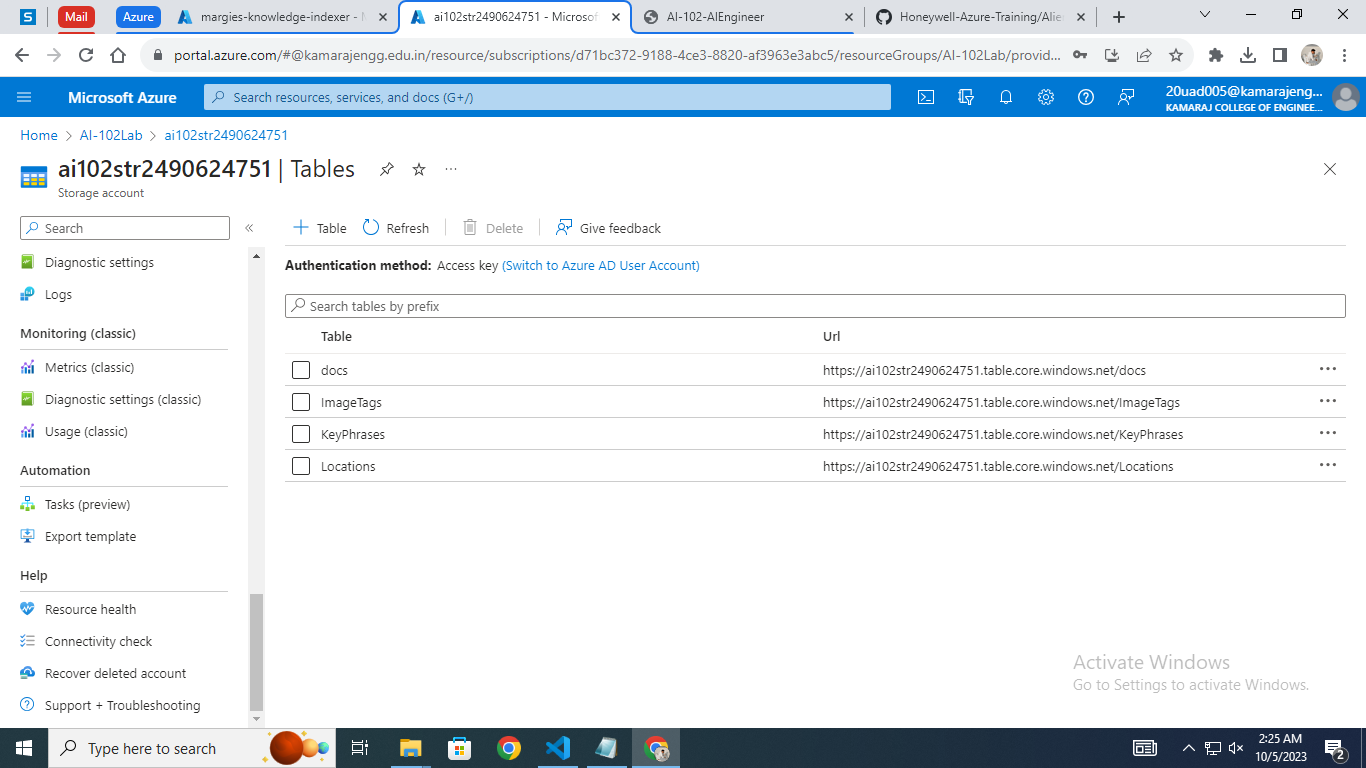 S
Mail
Azure
margies-knowledge-indexer - M
ai102str2490624751 - Microsof
AI-102-AIEngineer
Honeywell-Azure-Training/Alie
portal.azure.com/#@kamarajengg.edu.in/resource/subscriptions/d71bc372-9188-4ce3-8820-af3963e3abc5/resourceGroups/AI-102Lab/provid...
Microsoft Azure
Search resources, services, and docs (G+/)
20uad005@kamarajeng...
KAMARAJ COLLEGE OF ENGINEE...
Home > AI-102Lab > ai102str2490624751
ai102str2490624751 | Tables
Storage account
Search
Table
Refresh
Delete
Give feedback
Diagnostic settings
Logs
Monitoring (classic)
Metrics (classic)
Diagnostic settings (classic)
Usage (classic)
Automation
Tasks (preview)
Export template
Help
Resource health
Connectivity check
Recover deleted account
Support + Troubleshooting
Authentication method: Access key (Switch to Azure AD User Account)
Search tables by prefix
Table Url
docs https://ai102str2490624751.table.core.windows.net/docs
ImageTags https://ai102str2490624751.table.core.windows.net/ImageTags
KeyPhrases https://ai102str2490624751.table.core.windows.net/KeyPhrases
Locations https://ai102str2490624751.table.core.windows.net/Locations
Activate Windows
Go to Settings to activate Windows.
Type here to search
2:25 AM
10/5/2023
2